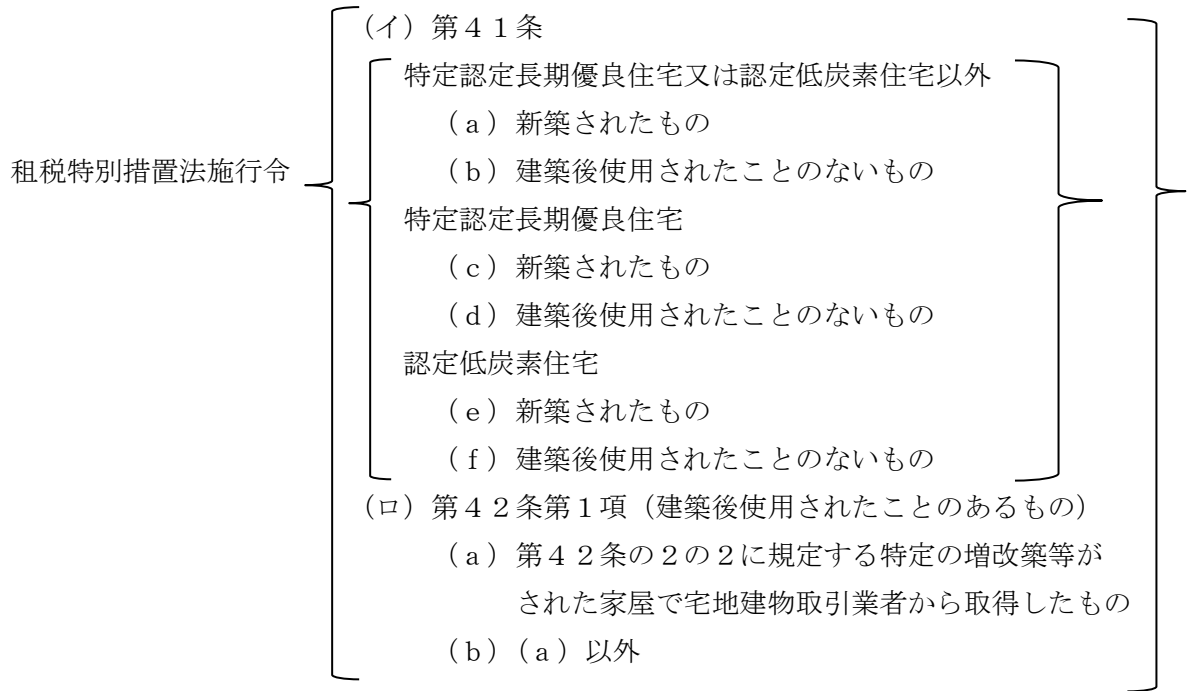 (イ)第41条
特定認定長期優良住宅又は認定低炭素住宅以外
(a)新築されたもの
租税特別措置法施行令
(b)建築後使用されたことのないもの
特定認定長期優良住宅
(c)新築されたもの
(d)建築後使用されたことのないもの
認定低炭素住宅
(e)新築されたもの
(f)建築後使用されたことのないもの
(ロ)第42条第1項(建築後使用されたことのあるもの)
(a)第42条の2の2に規定する特定の増改築等が
された家屋で宅地建物取引業者から取得したもの
(b)(a)以外